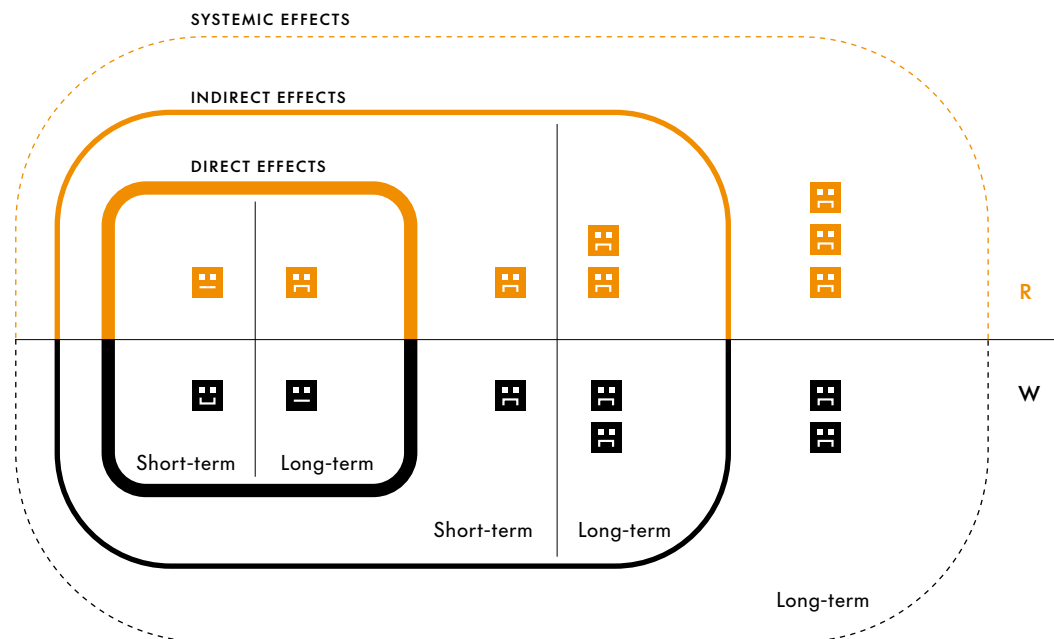 SYSTEMIC EFFECTS
INDIRECT EFFECTS
DIRECT EFFECTS
R
W
Short-term
Long-term
Short-term
Long-term
Long-term